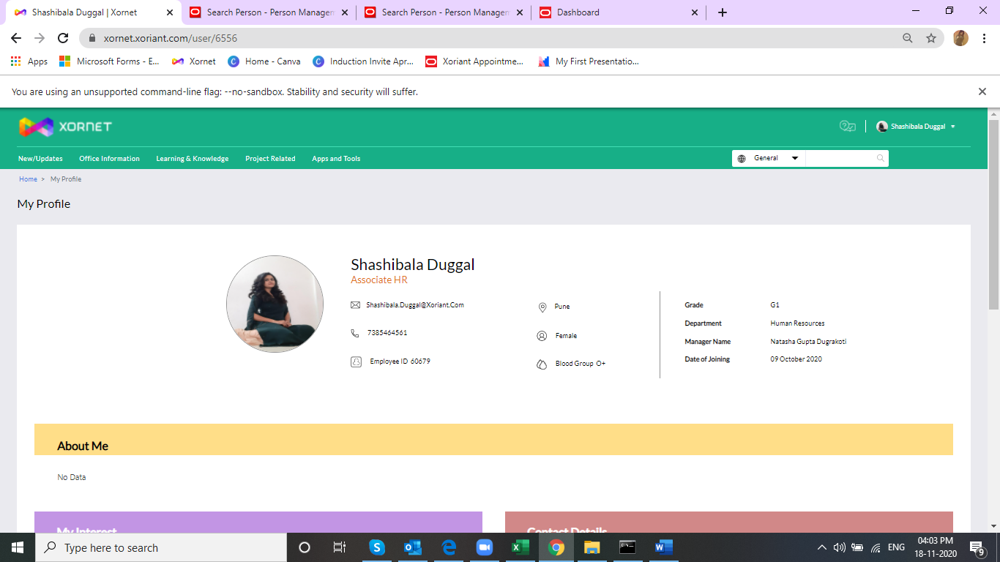 Shashibala Duggal | Xornet
Search Person - Person Managem
Search Person - Person Managem
Dashboard
xornet.xoriant.com/user/6556
Apps
Microsoft Forms - E...
Xornet
Home - Canva
Induction Invite Apr...
Xoriant Appointme...
My First Presentatio...
You are using an unsupported command-line flag: --no-sandbox. Stability and security will suffer.
XORNET
Shashibala Duggal
New/Updates
Office Information
Learning & Knowledge
Project Related
Apps and Tools
General
Home > My Profile
My Profile
Shashibala Duggal
Associate HR
Shashibala.Duggal@Xoriant.Com
7385464561
Employee ID 60679
Pune
Female
Blood Group O+
Grade G1
Department Human Resources
Manager Name Natasha Gupta Dugrakoti
Date of Joining 09 October 2020
About Me
No Data
My Interest
Contact Details
Type here to search
ENG
04:03 PM
18-11-2020
9